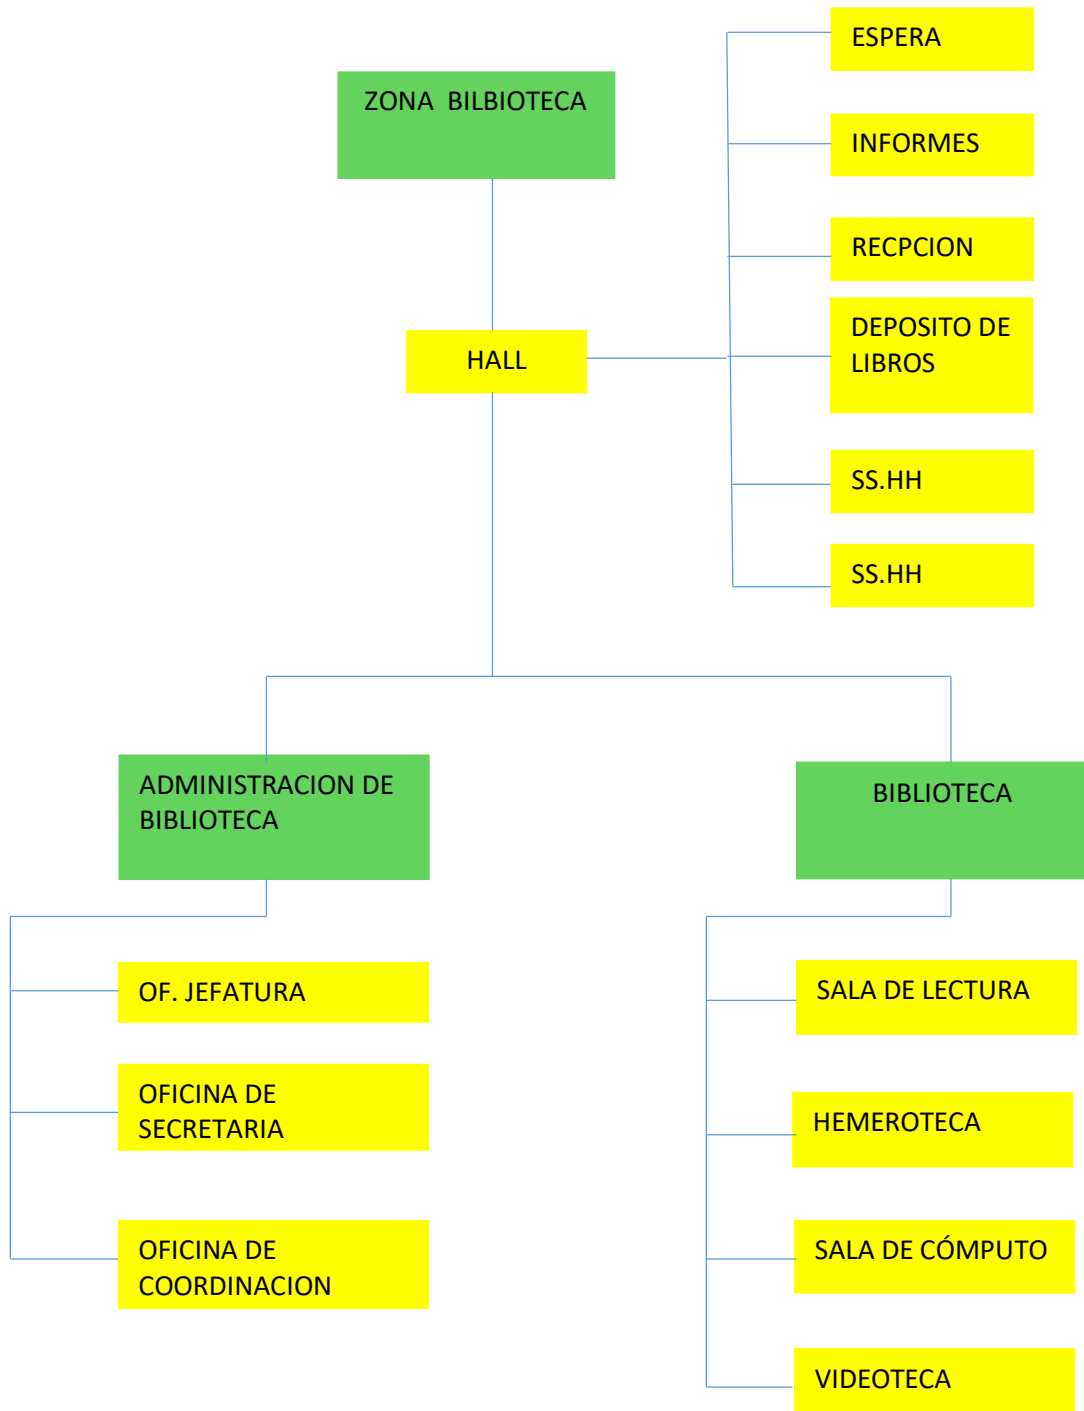 ZONA BILBIOTECA
HALL
ESPERA
INFORMES
RECPCION
DEPOSITO DE
LIBROS
SS.HH
SS.HH
ADMINISTRACION DE
BIBLIOTECA
OF. JEFATURA
OFICINA DE
SECRETARIA
OFICINA DE
COORDINACION
BIBLIOTECA
SALA DE LECTURA
HEMEROTECA
SALA DE CÓMPUTO
VIDEOTECA